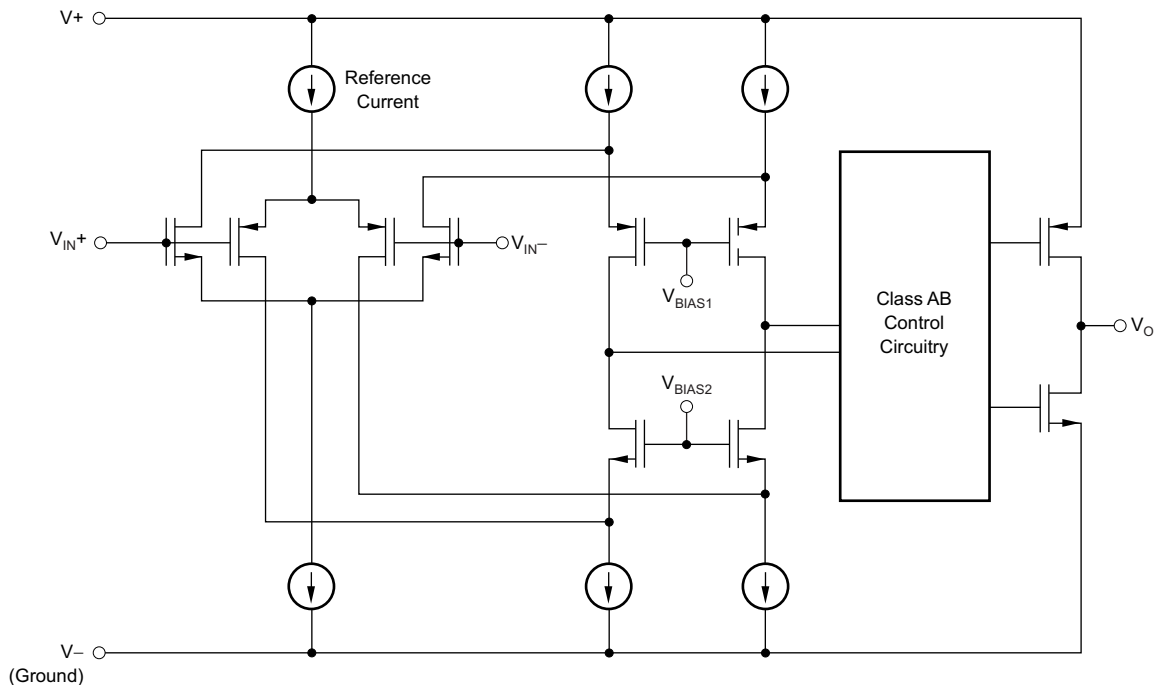 V+
Reference
Current
V_IN+
V_IN−
V_BIAS1
V_BIAS2
Class AB
Control
Circuitry
V_O
V−
(Ground)